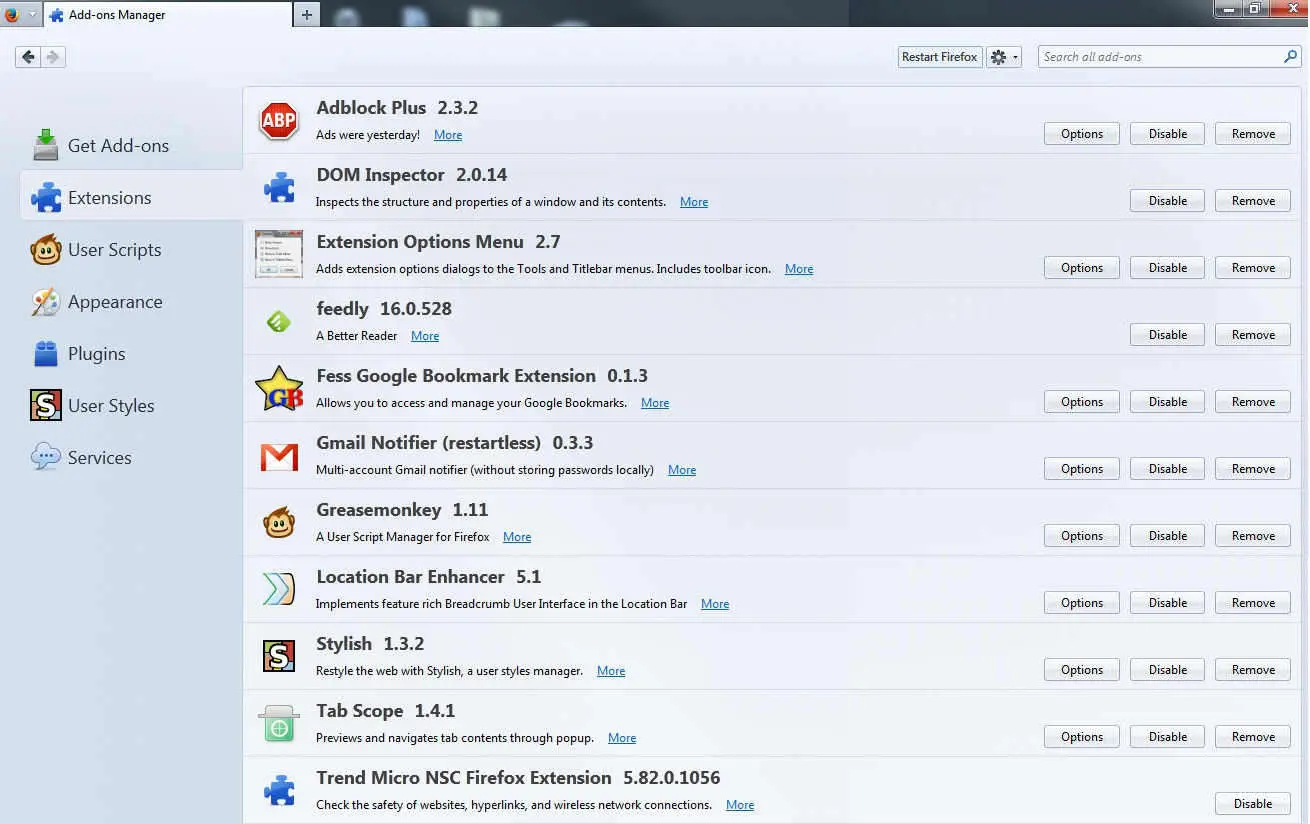 Add-ons Manager
Restart Firefox
Search all add-ons
Get Add-ons
Extensions
User Scripts
Appearance
Plugins
User Styles
Services
ABP
Adblock Plus 2.3.2
Ads were yesterday! More
Options Disable Remove
DOM Inspector 2.0.14
Inspects the structure and properties of a window and its contents. More
Disable Remove
Extension Options Menu 2.7
Adds extension options dialogs to the Tools and Titlebar menus. Includes toolbar icon. More
Options Disable Remove
feedly 16.0.528
A Better Reader More
Disable Remove
GB
Fess Google Bookmark Extension 0.1.3
Allows you to access and manage your Google Bookmarks. More
Options Disable Remove
Gmail Notifier (restartless) 0.3.3
Multi-account Gmail notifier (without storing passwords locally) More
Options Disable Remove
Greasemonkey 1.11
A User Script Manager for Firefox More
Options Disable Remove
Location Bar Enhancer 5.1
Implements feature rich Breadcrumb User Interface in the Location Bar More
Options Disable Remove
S
Stylish 1.3.2
Restyle the web with Stylish, a user styles manager. More
Options Disable Remove
Tab Scope 1.4.1
Previews and navigates tab contents through popup. More
Options Disable Remove
Trend Micro NSC Firefox Extension 5.82.0.1056
Check the safety of websites, hyperlinks, and wireless network connections. More
Disable